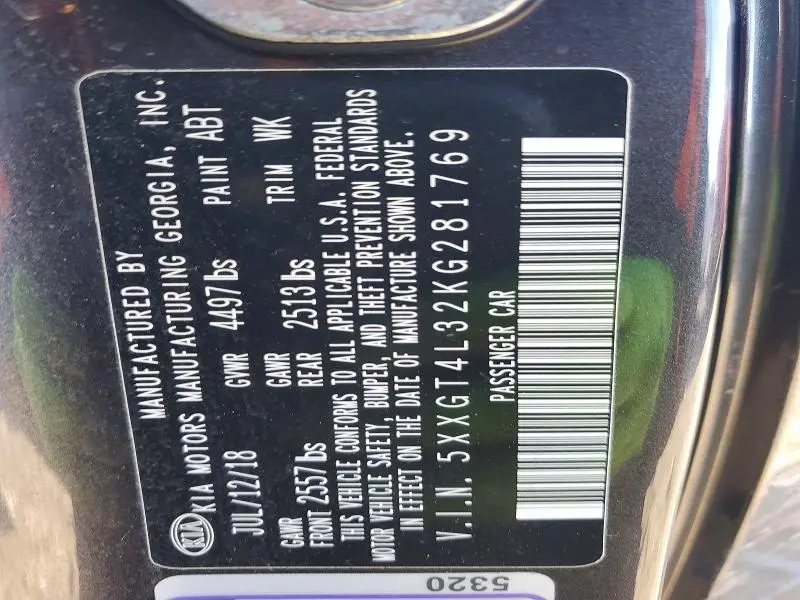 MANUFACTURED BY
KIA KIA MOTORS MANUFACTURING GEORGIA, INC.
JUL/12/18 GVWR 4497lbs PAINT ABT
GAWR FRONT 2557lbs GAWR REAR 2513lbs TRIM WK
THIS VEHICLE CONFORMS TO ALL APPLICABLE U.S.A. FEDERAL
MOTOR VEHICLE SAFETY, BUMPER, AND THEFT PREVENTION STANDARDS
IN EFFECT ON THE DATE OF MANUFACTURE SHOWN ABOVE.
V.I.N. 5XXGT4L32KG281769
PASSENGER CAR
5320